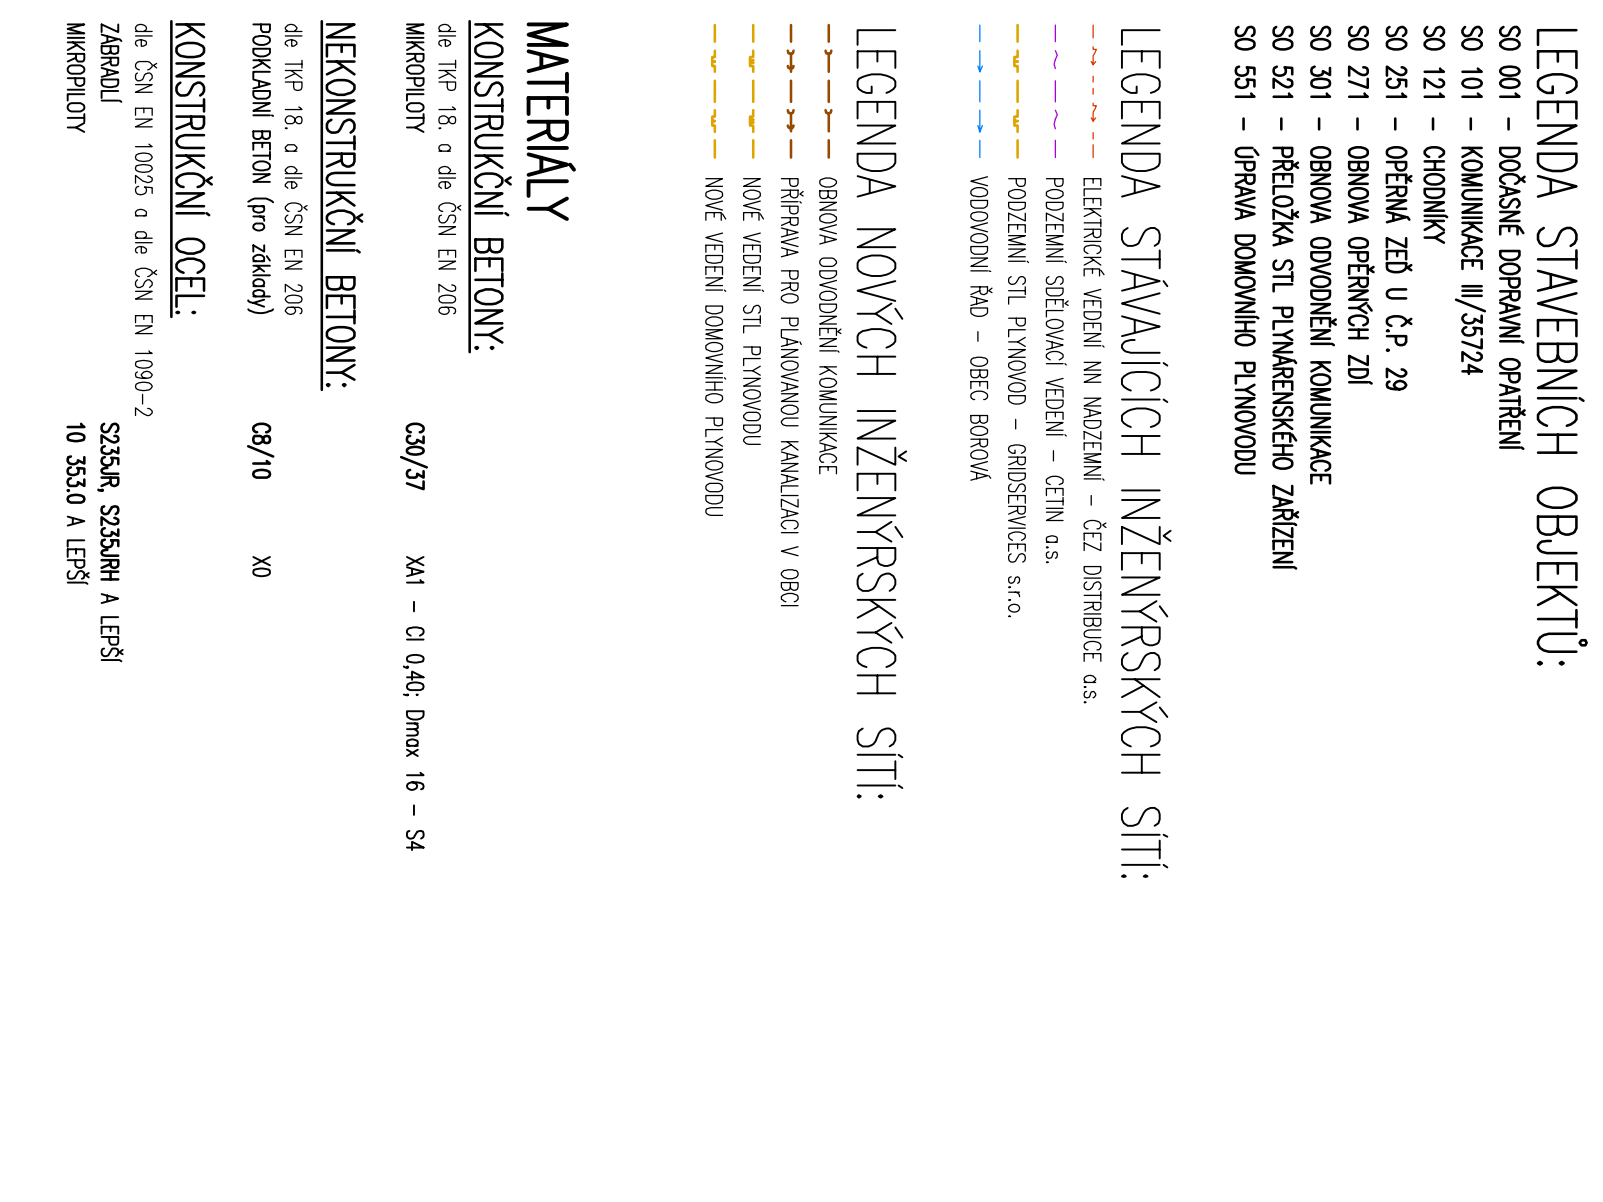 LEGENDA STAVEBNÍCH OBJEKTŮ:
SO 001 – DOČASNÉ DOPRAVNÍ OPATŘENÍ
SO 101 – KOMUNIKACE III/35724
SO 121 – CHODNÍKY
SO 251 – OPĚRNÁ ZEĎ U Č.P. 29
SO 271 – OBNOVA OPĚRNÝCH ZDÍ
SO 301 – OBNOVA ODVODNĚNÍ KOMUNIKACE
SO 521 – PŘELOŽKA STL PLYNÁRENSKÉHO ZAŘÍZENÍ
SO 551 – ÚPRAVA DOMOVNÍHO PLYNOVODU
LEGENDA STÁVAJÍCÍCH INŽENÝRSKÝCH SÍTÍ:
ELEKTRICKÉ VEDENÍ NN NADZEMNÍ – ČEZ DISTRIBUCE a.s.
PODZEMNÍ SDĚLOVACÍ VEDENÍ – CETIN a.s.
PODZEMNÍ STL PLYNOVOD – GRIDSERVICES s.r.o.
VODOVODNÍ ŘAD – OBEC BOROVÁ
LEGENDA NOVÝCH INŽENÝRSKÝCH SÍTÍ:
OBNOVA ODVODNĚNÍ KOMUNIKACE
PŘÍPRAVA PRO PLÁNOVANOU KANALIZACI V OBCI
NOVÉ VEDENÍ STL PLYNOVODU
NOVÉ VEDENÍ DOMOVNÍHO PLYNOVODU
MATERIÁLY
KONSTRUKČNÍ BETONY:
dle TKP 18. a dle ČSN EN 206
MIKROPILOTY C30/37 XA1 – Cl 0,40; Dmax 16 – S4
NEKONSTRUKČNÍ BETONY:
dle TKP 18. a dle ČSN EN 206
PODKLADNÍ BETON (pro základy) C8/10 X0
KONSTRUKČNÍ OCEL:
dle ČSN EN 10025 a dle ČSN EN 1090–2
ZÁBRADLÍ S235JR, S235JRH A LEPŠÍ
MIKROPILOTY 10 353.0 A LEPŠÍ